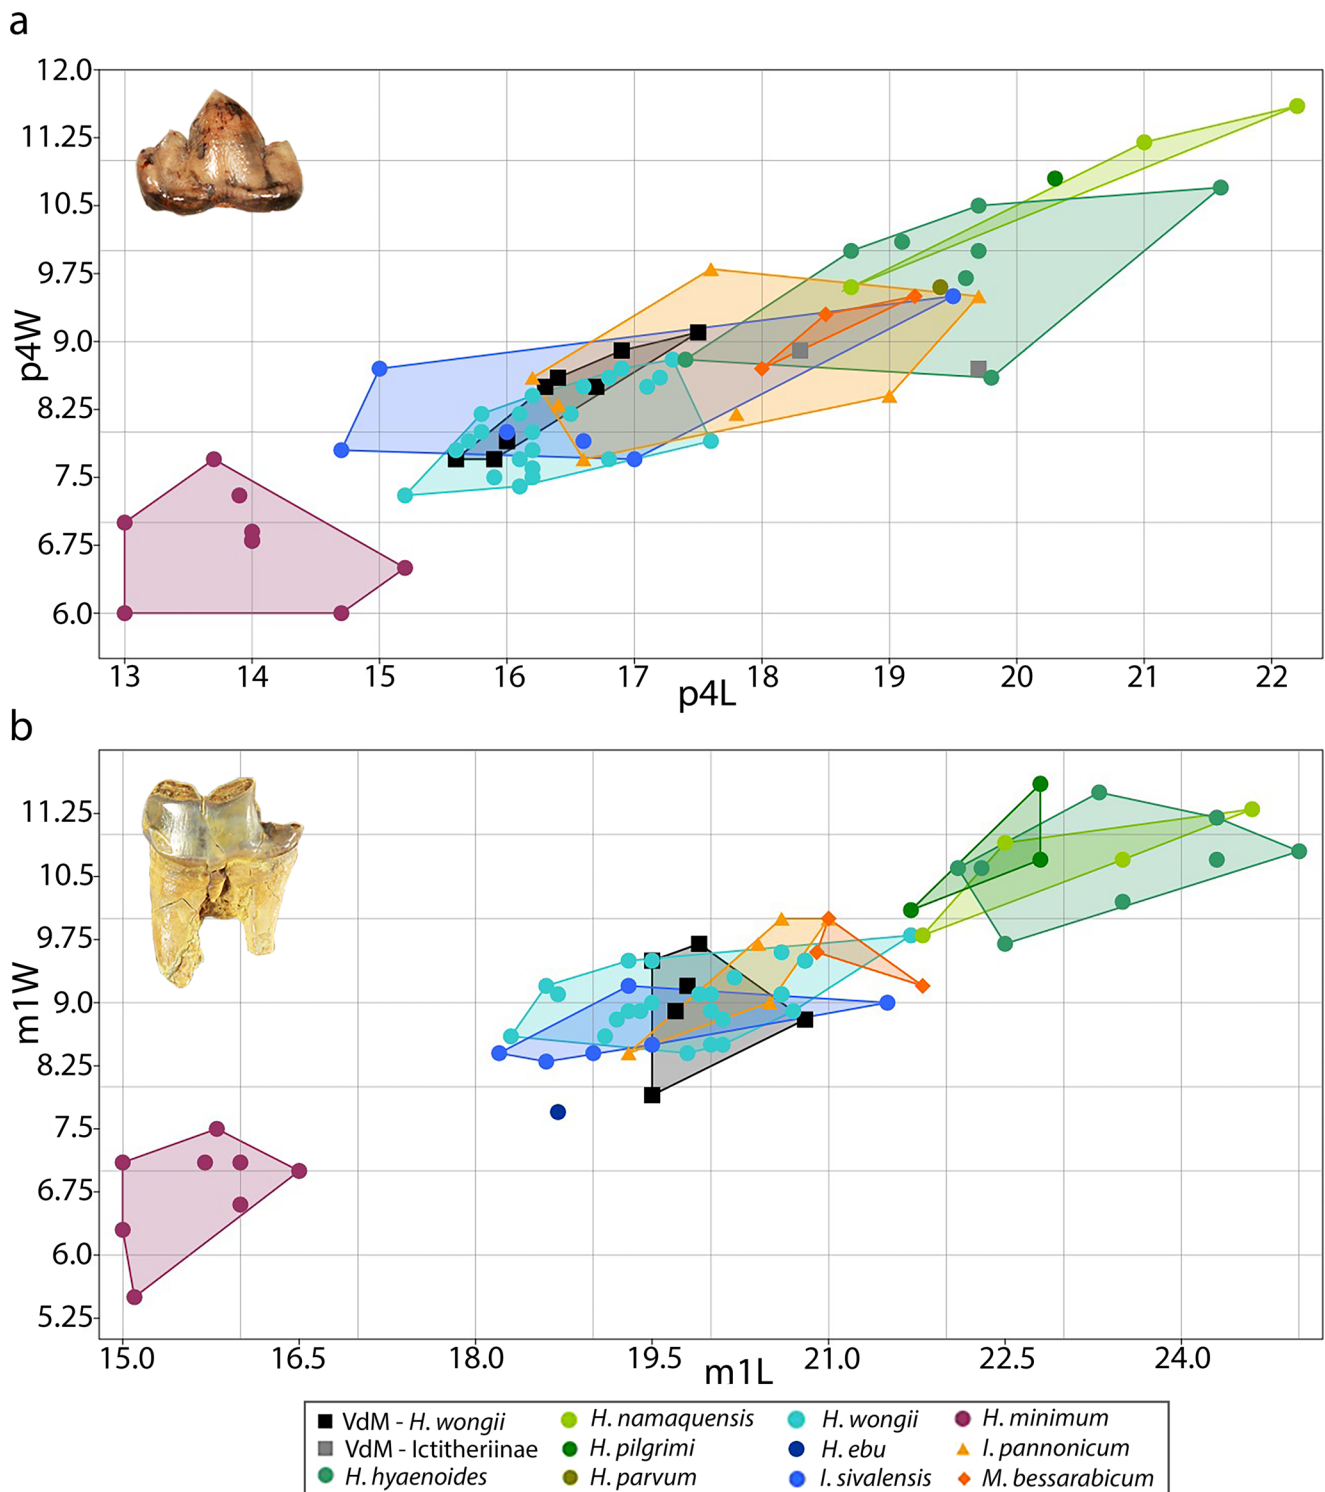 a
12.0
11.25
10.5
9.75
9.0
8.25
7.5
6.75
6.0
p4W
13 14 15 16 17 18 19 20 21 22
p4L
b
11.25
10.5
9.75
9.0
8.25
7.5
6.75
6.0
5.25
m1W
15.0 16.5 18.0 19.5 21.0 22.5 24.0
m1L
VdM - H. wongii H. namaquensis H. wongii H. minimum
VdM - Ictitheriinae H. pilgrimi H. ebu I. pannonicum
H. hyaenoides H. parvum I. sivalensis M. bessarabicum